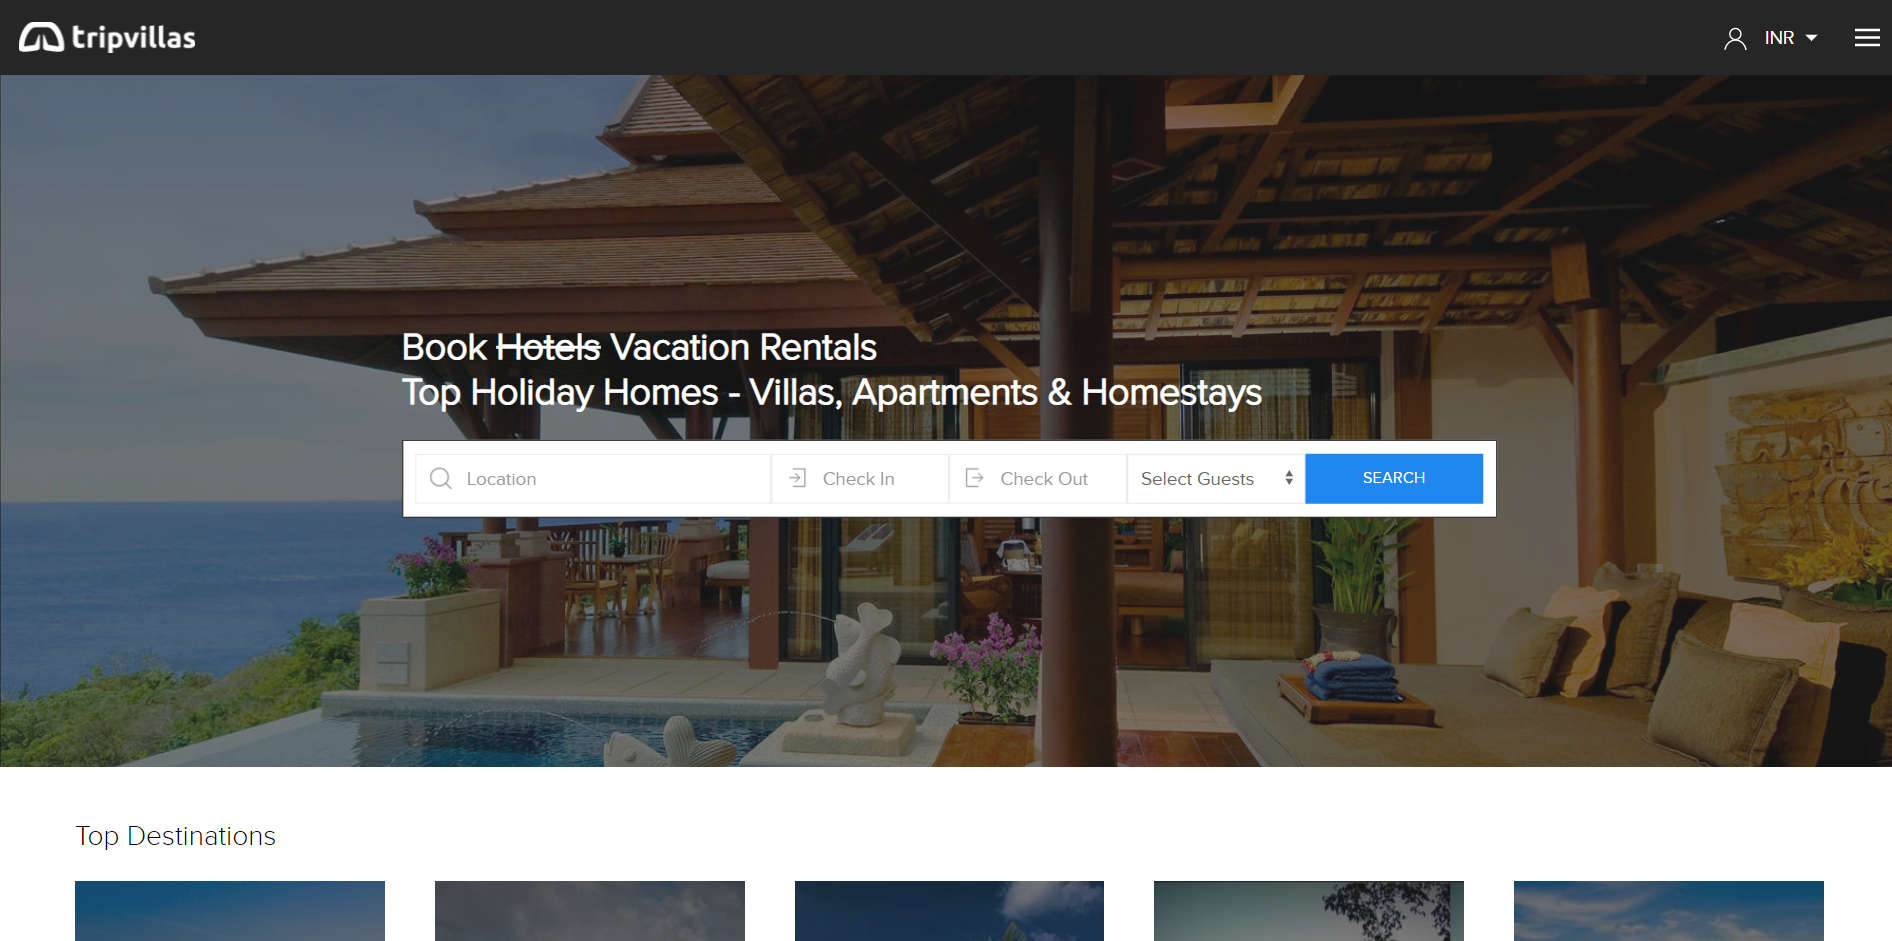 tripvillas
INR
Book Hotels Vacation Rentals
Top Holiday Homes - Villas, Apartments & Homestays
Location
Check In
Check Out
Select Guests
SEARCH
Top Destinations